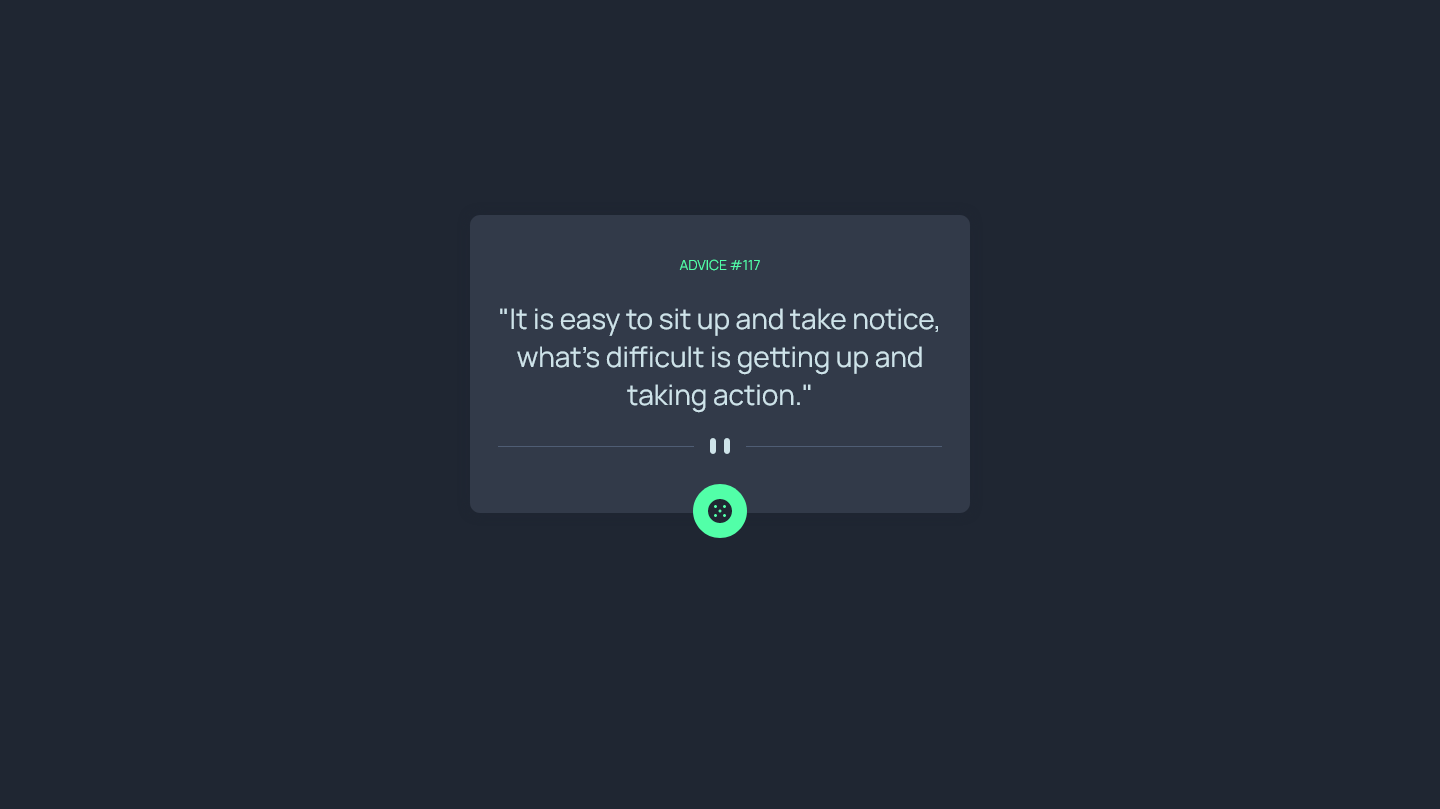 ADVICE #117
"It is easy to sit up and take notice,
what's difficult is getting up and
taking action."